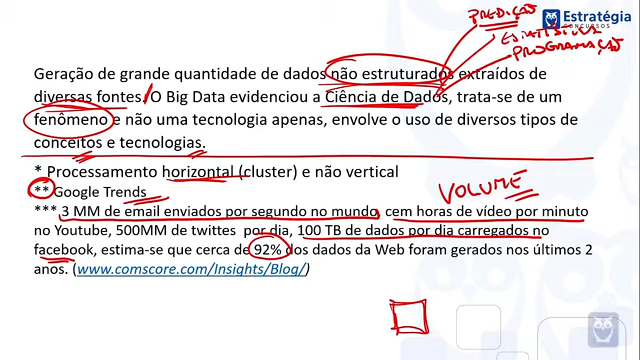 Estratégia
CONCURSOS
PREDIÇÃO
ESTATÍSTICA
PROGRAMAÇÃO
Geração de grande quantidade de dados não estruturados extraídos de
diversas fontes. O Big Data evidenciou a Ciência de Dados, trata-se de um
fenômeno e não uma tecnologia apenas, envolve o uso de diversos tipos de
conceitos e tecnologias.
* Processamento horizontal (cluster) e não vertical
** Google Trends
VOLUME
*** 3 MM de email enviados por segundo no mundo, cem horas de vídeo por minuto
no Youtube, 500MM de twittes por dia, 100 TB de dados por dia carregados no
facebook, estima-se que cerca de 92% dos dados da Web foram gerados nos últimos 2
anos. (www.comscore.com/Insights/Blog/)